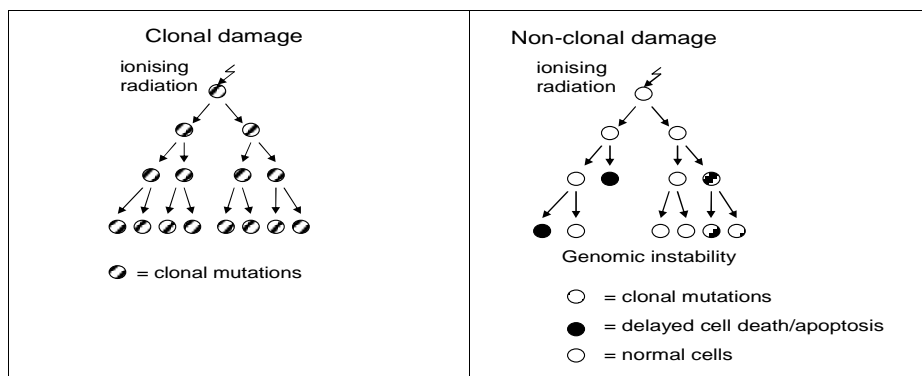 Clonal damage
ionising
radiation
= clonal mutations
Non-clonal damage
ionising
radiation
Genomic instability
= clonal mutations
= delayed cell death/apoptosis
= normal cells